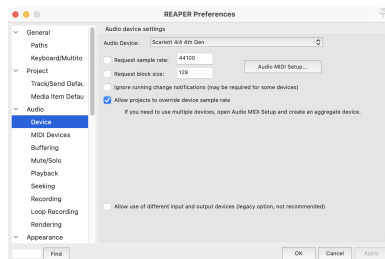 REAPER Preferences
General
Paths
Keyboard/Multito
Project
Track/Send Defau
Media Item Defau
Audio
Device
MIDI Devices
Buffering
Mute/Solo
Playback
Seeking
Recording
Loop Recording
Rendering
Appearance
Find
Audio device settings
Audio Device: Scarlett 4i4 4th Gen
Request sample rate: 44100
Request block size: 128
Audio MIDI Setup...
Ignore running change notifications (may be required for some devices)
Allow projects to override device sample rate
If you need to use multiple devices, open Audio MIDI Setup and create an aggregate device.
Allow use of different input and output devices (legacy option, not recommended)
OK Cancel Apply